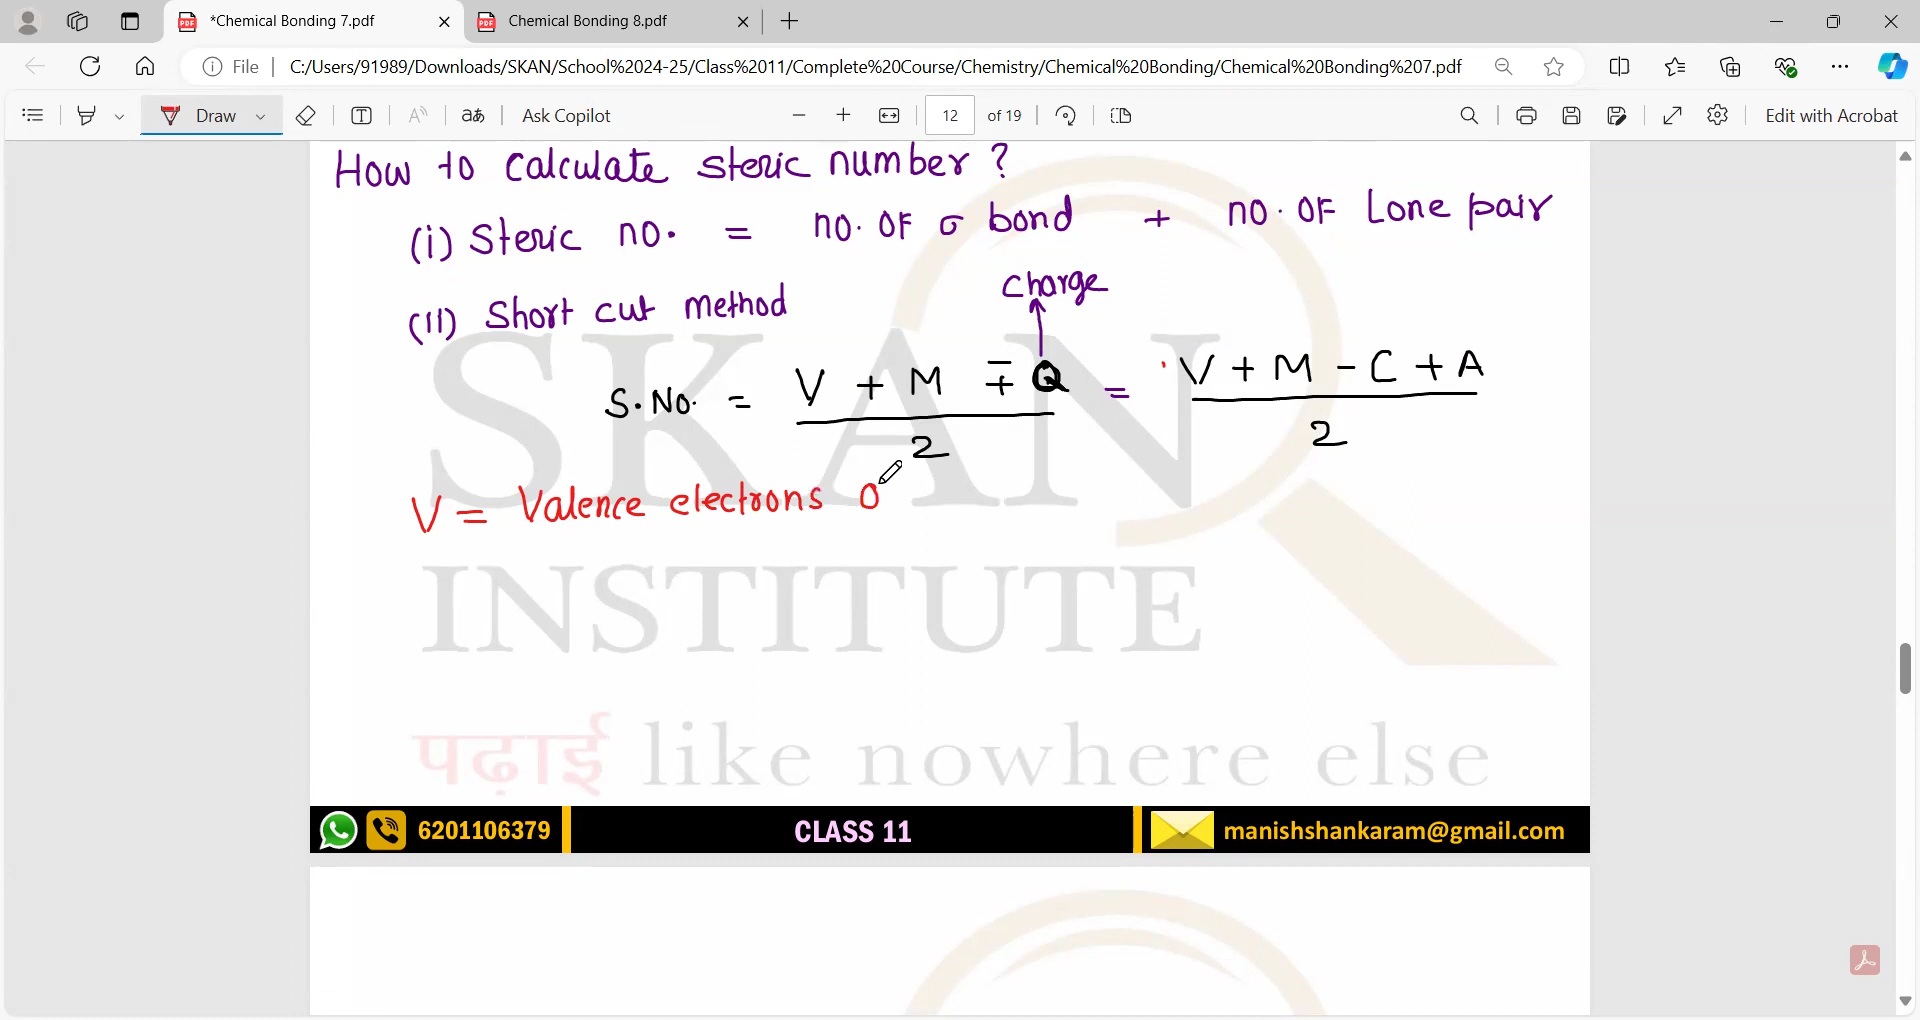 *Chemical Bonding 7.pdf
Chemical Bonding 8.pdf
File
C:/Users/91989/Downloads/SKAN/School%2024-25/Class%2011/Complete%20Course/Chemistry/Chemical%20Bonding/Chemical%20Bonding%207.pdf
Draw
aあ
Ask Copilot
12 of 19
Edit with Acrobat
How to calculate steric number?
(i) Steric no. = no. of σ bond + no. of Lone pair
charge
(II) Short cut method
S. No. = V + M ∓ Q / 2 = V + M - C + A / 2
V = Valence electrons o
SKAN
INSTITUTE
पढ़ाई like nowhere else
6201106379 CLASS 11 manishshankaram@gmail.com